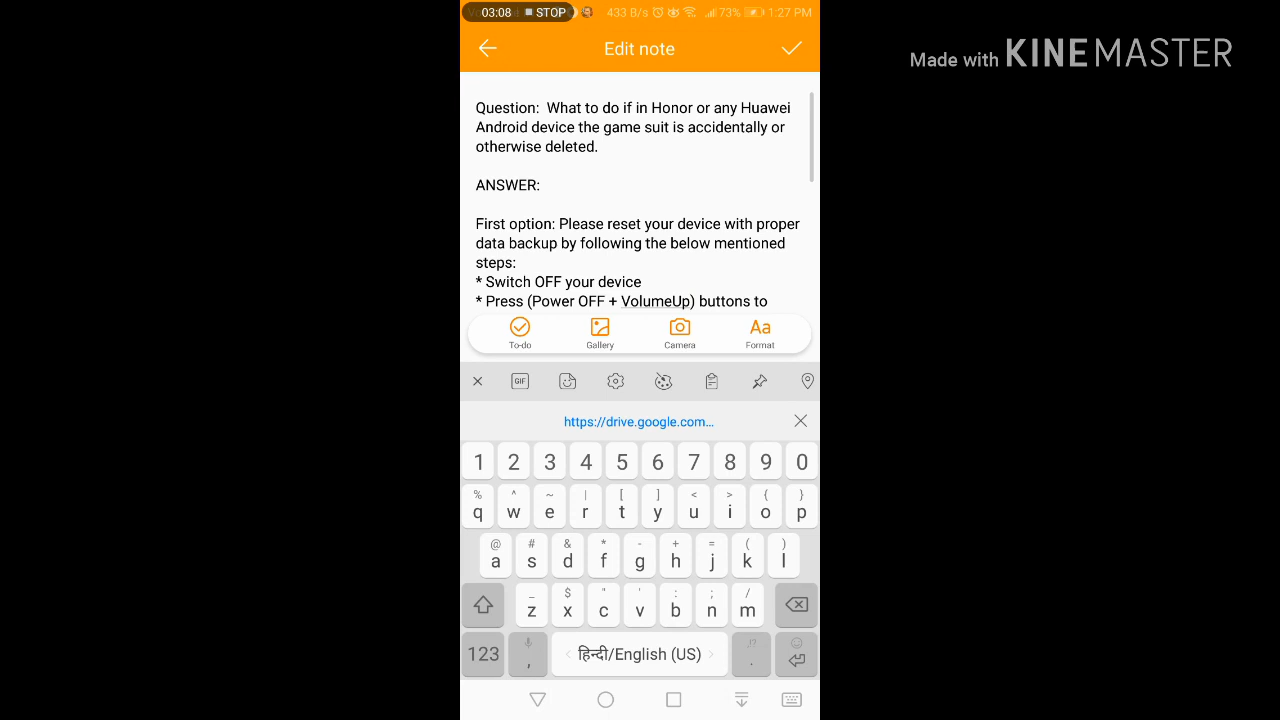 03:08 STOP 433 B/s 73% 1:27 PM
Edit note
Made with KINEMASTER
Question: What to do if in Honor or any Huawei
Android device the game suit is accidentally or
otherwise deleted.
ANSWER:
First option: Please reset your device with proper
data backup by following the below mentioned
steps:
* Switch OFF your device
* Press (Power OFF + VolumeUp) buttons to
To-do Gallery Camera Format
Aa
GIF
https://drive.google.com...
1 2 3 4 5 6 7 8 9 0
% ^ ~ | [ ] < > { }
q w e r t y u i o p
@ # & * - + = ( )
a s d f g h j k l
_ $ " ' : ; /
z x c v b n m
123 , हिन्दी/English (US) .